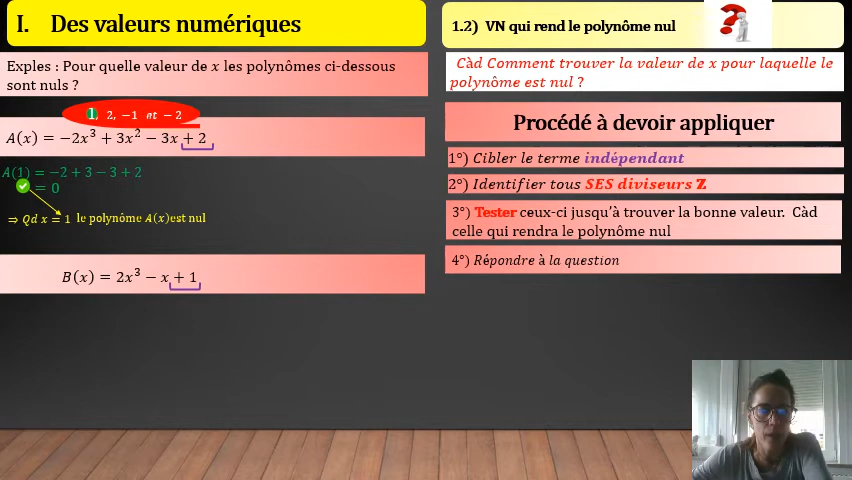 I. Des valeurs numériques
Exples : Pour quelle valeur de x les polynômes ci-dessous
sont nuls ?
1, 2, −1 et − 2
A(x) = −2x³ + 3x² − 3x + 2
A(1) = −2 + 3 − 3 + 2
= 0
⇒ Qd x = 1 le polynôme A(x)est nul
B(x) = 2x³ − x + 1
1.2) VN qui rend le polynôme nul
Càd Comment trouver la valeur de x pour laquelle le
polynôme est nul ?
Procédé à devoir appliquer
1°) Cibler le terme indépendant
2°) Identifier tous SES diviseurs Z
3°) Tester ceux-ci jusqu'à trouver la bonne valeur. Càd
celle qui rendra le polynôme nul
4°) Répondre à la question